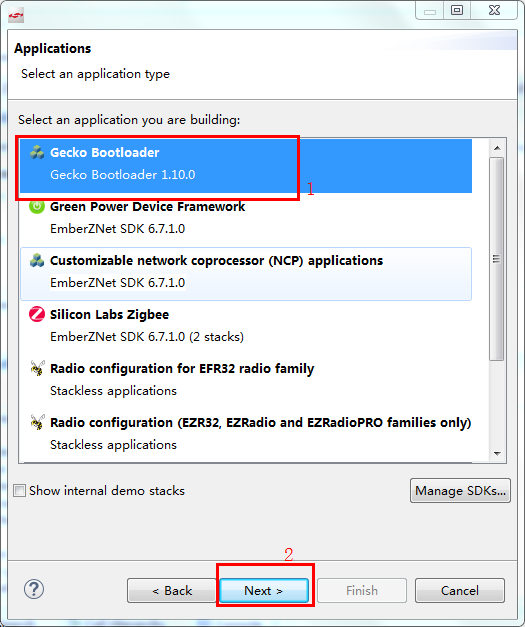 Applications
Select an application type
Select an application you are building:
Gecko Bootloader
Gecko Bootloader 1.10.0
1
Green Power Device Framework
EmberZNet SDK 6.7.1.0
Customizable network coprocessor (NCP) applications
EmberZNet SDK 6.7.1.0
Silicon Labs Zigbee
EmberZNet SDK 6.7.1.0 (2 stacks)
Radio configuration for EFR32 radio family
Stackless applications
Radio configuration (EZR32, EZRadio and EZRadioPRO families only)
Stackless applications
Show internal demo stacks
Manage SDKs...
2
?
< Back
Next >
Finish
Cancel